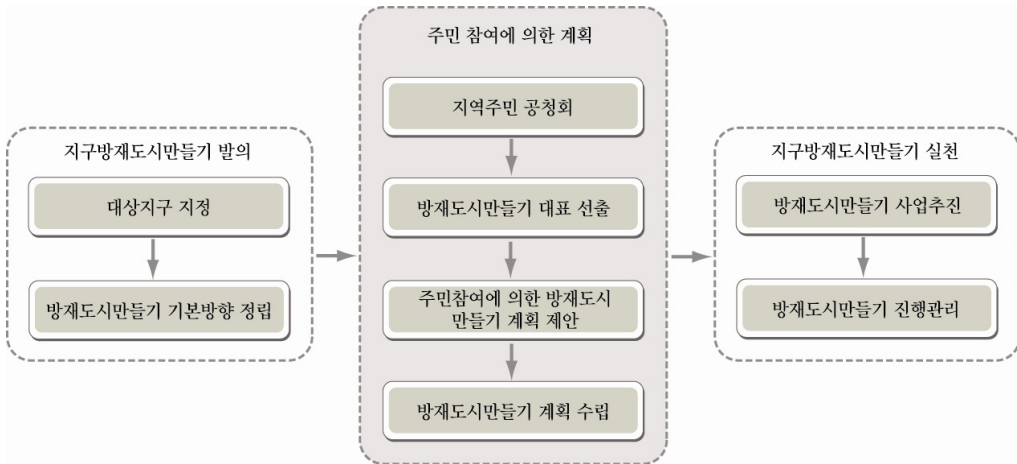 지구방재도시만들기 발의
대상지구 지정
방재도시만들기 기본방향 정립
주민 참여에 의한 계획
지역주민 공청회
방재도시만들기 대표 선출
주민참여에 의한 방재도시
만들기 계획 제안
방재도시만들기 계획 수립
지구방재도시만들기 실천
방재도시만들기 사업추진
방재도시만들기 진행관리